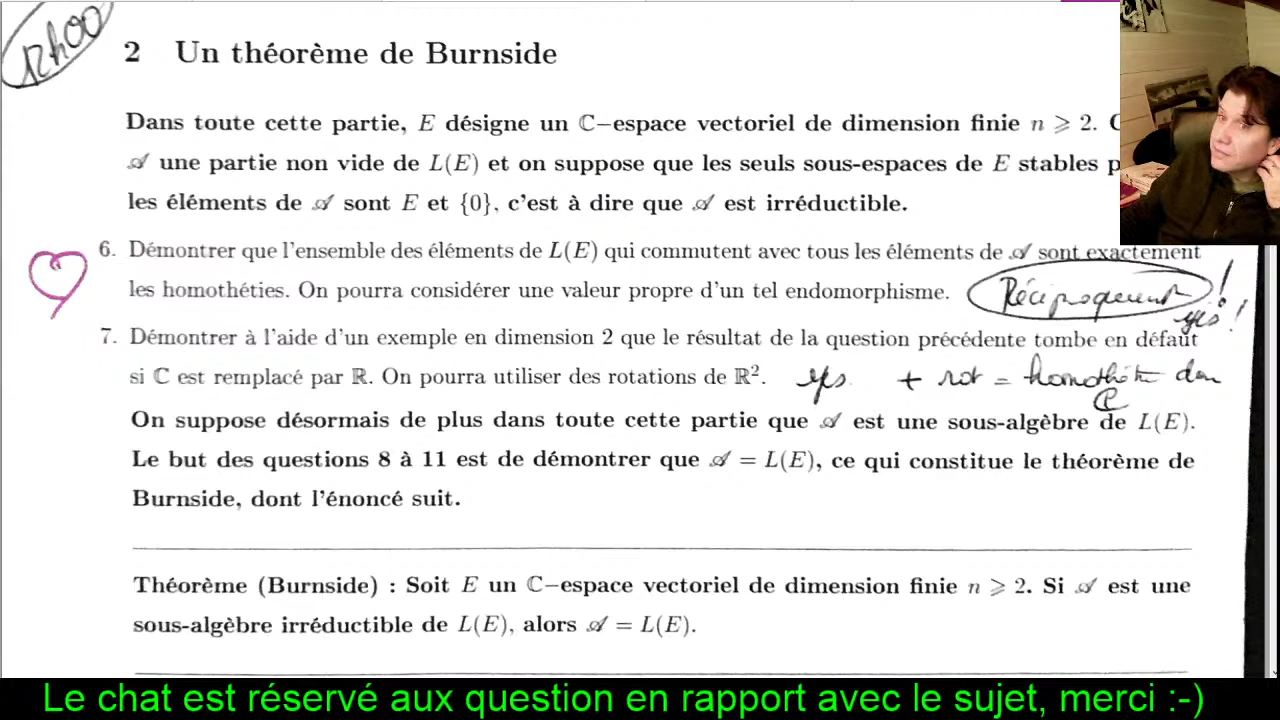 12h00
2 Un théorème de Burnside
Dans toute cette partie, E désigne un ℂ−espace vectoriel de dimension finie n ⩾ 2.
𝒜 une partie non vide de L(E) et on suppose que les seuls sous-espaces de E stables
les éléments de 𝒜 sont E et {0}, c'est à dire que 𝒜 est irréductible.
6. Démontrer que l'ensemble des éléments de L(E) qui commutent avec tous les éléments de 𝒜 sont exactement
les homothéties. On pourra considérer une valeur propre d'un tel endomorphisme. Réciproquement !
yes !
7. Démontrer à l'aide d'un exemple en dimension 2 que le résultat de la question précédente tombe en défaut
si ℂ est remplacé par ℝ. On pourra utiliser des rotations de ℝ². yes. + rot = homothétie dans
ℂ
On suppose désormais de plus dans toute cette partie que 𝒜 est une sous-algèbre de L(E).
Le but des questions 8 à 11 est de démontrer que 𝒜 = L(E), ce qui constitue le théorème de
Burnside, dont l'énoncé suit.
Théorème (Burnside) : Soit E un ℂ−espace vectoriel de dimension finie n ⩾ 2. Si 𝒜 est une
sous-algèbre irréductible de L(E), alors 𝒜 = L(E).
Le chat est réservé aux question en rapport avec le sujet, merci :-)